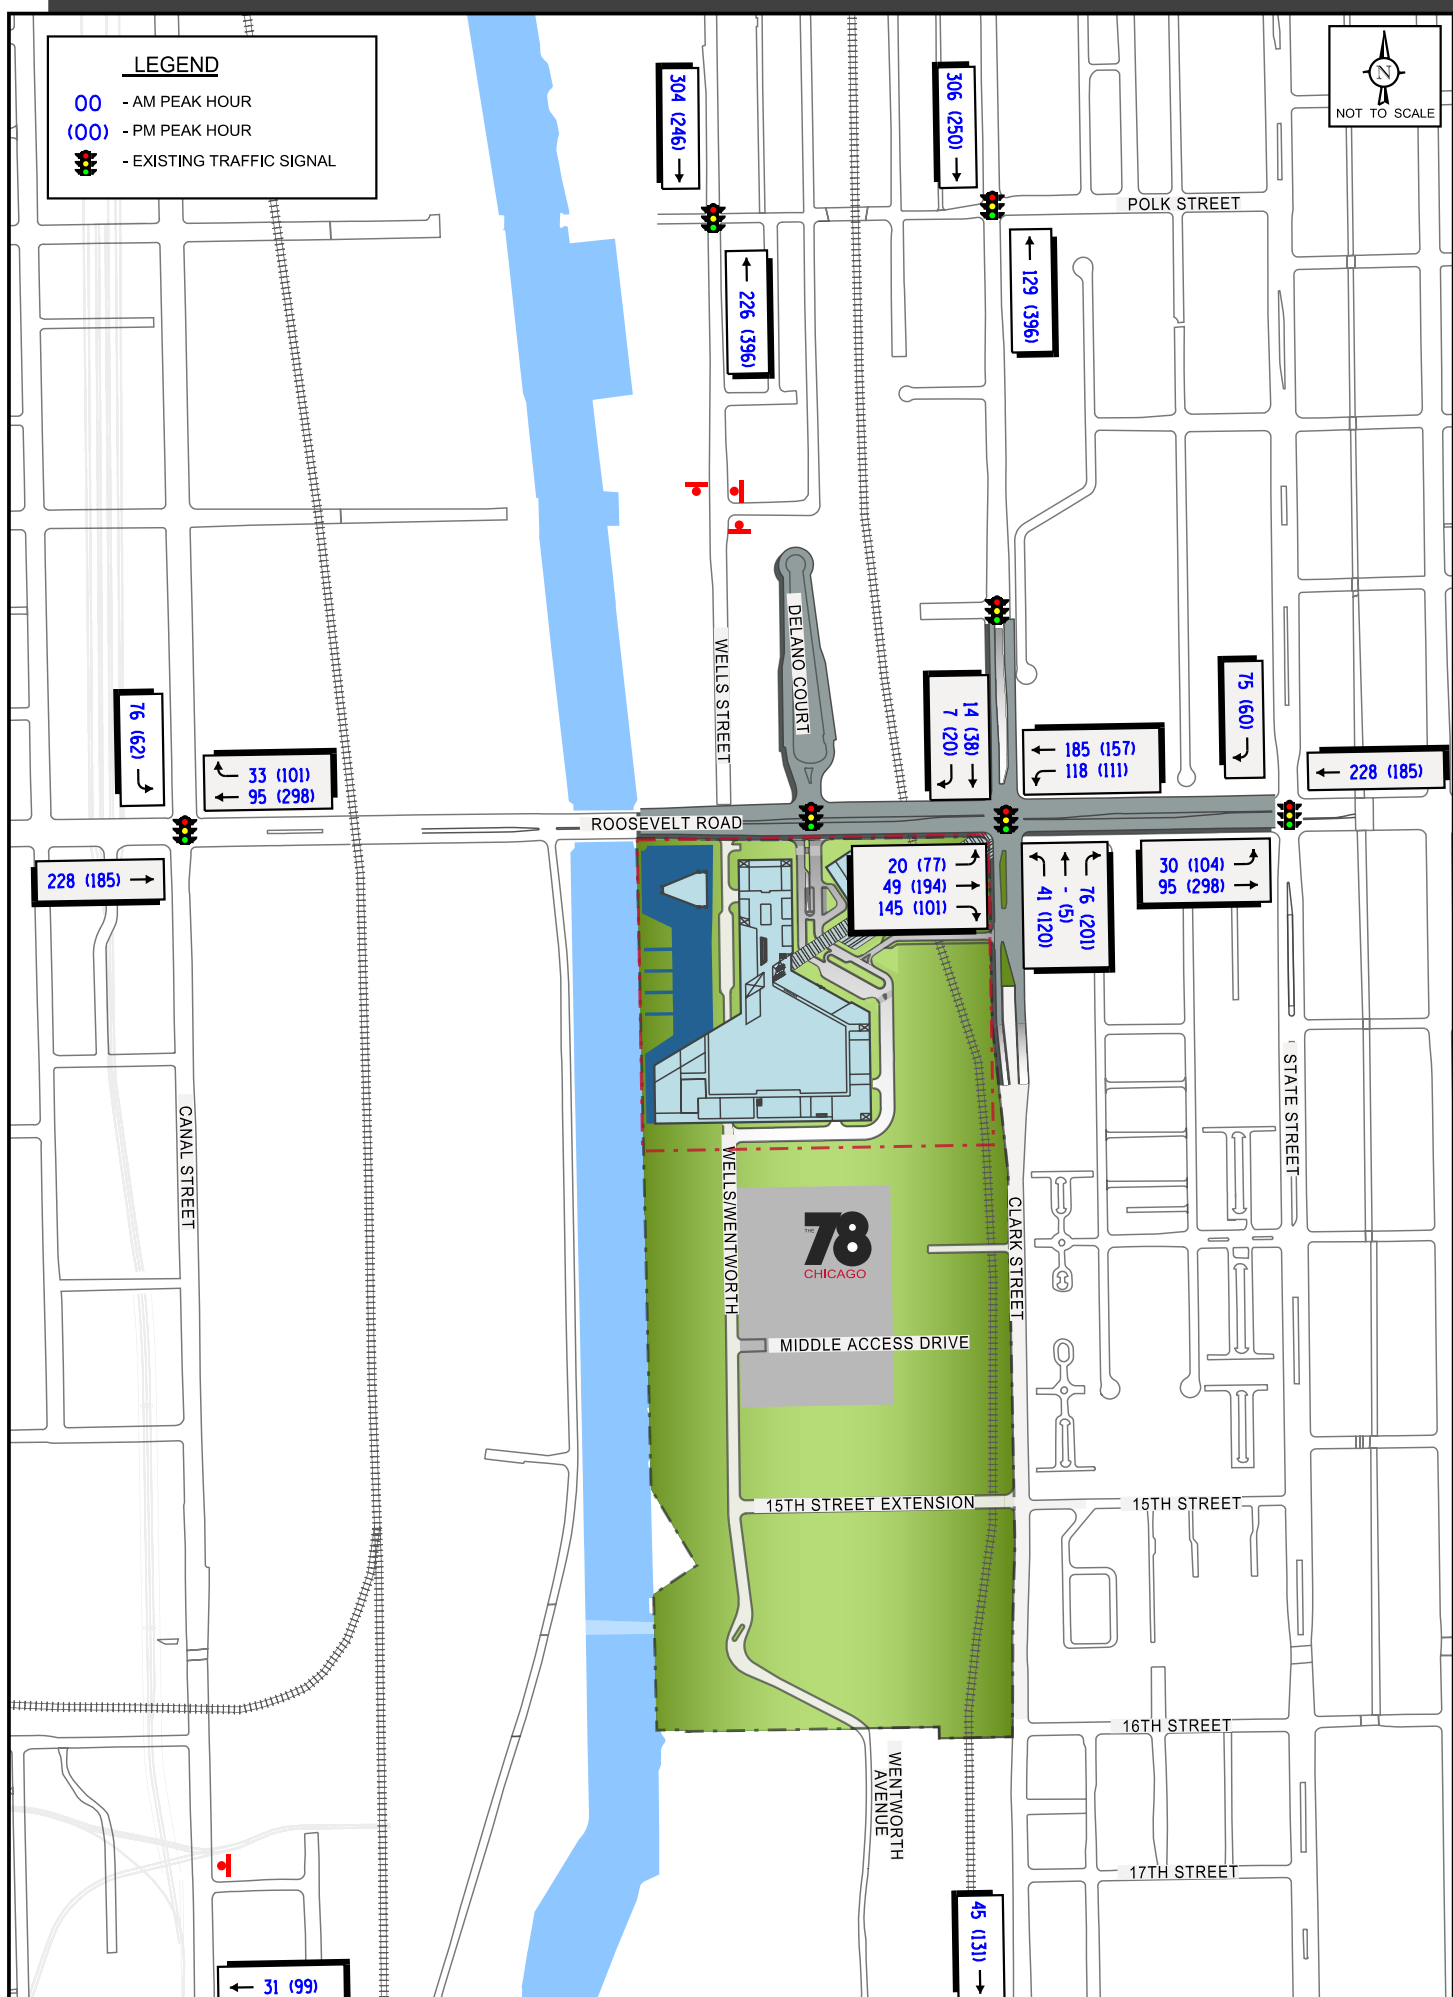 LEGEND
00 - AM PEAK HOUR
(00) - PM PEAK HOUR
- EXISTING TRAFFIC SIGNAL
N
NOT TO SCALE
304 (246)
306 (250)
POLK STREET
226 (396)
129 (396)
WELLS STREET
DELANO COURT
76 (62)
33 (101)
95 (298)
14 (38)
7 (20)
185 (157)
118 (111)
75 (60)
228 (185)
ROOSEVELT ROAD
228 (185)
20 (77)
49 (194)
145 (101)
76 (201)
- (5)
41 (120)
30 (104)
95 (298)
CANAL STREET
STATE STREET
WELLS/WENTWORTH
CLARK STREET
THE
78
CHICAGO
MIDDLE ACCESS DRIVE
15TH STREET EXTENSION
15TH STREET
16TH STREET
WENTWORTH
AVENUE
17TH STREET
45 (131)
31 (99)